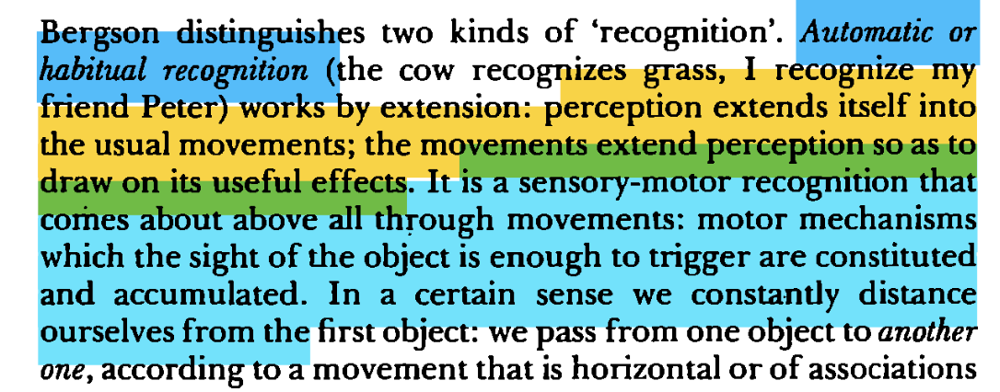 Bergson distinguishes two kinds of ‘recognition’. Automatic or
habitual recognition (the cow recognizes grass, I recognize my
friend Peter) works by extension: perception extends itself into
the usual movements; the movements extend perception so as to
draw on its useful effects. It is a sensory-motor recognition that
comes about above all through movements: motor mechanisms
which the sight of the object is enough to trigger are constituted
and accumulated. In a certain sense we constantly distance
ourselves from the first object: we pass from one object to another
one, according to a movement that is horizontal or of associations